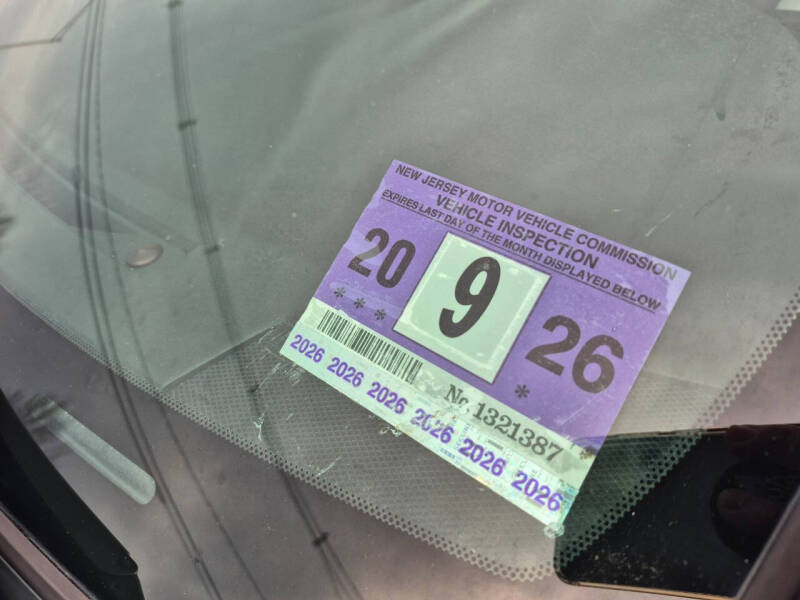 NEW JERSEY MOTOR VEHICLE COMMISSION
VEHICLE INSPECTION
EXPIRES LAST DAY OF THE MONTH DISPLAYED BELOW
20 9 26
* * * *
No 1321387
2026 2026 2026 2026 2026 2026